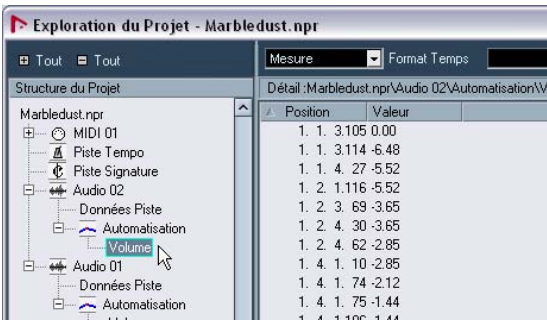 Exploration du Projet - Marbledust.npr
Tout Tout
Mesure Format Temps
Structure du Projet
Détail :Marbledust.npr\Audio 02\Automatisation\V
Marbledust.npr
MIDI 01
Piste Tempo
Piste Signature
Audio 02
Données Piste
Automatisation
Volume
Audio 01
Données Piste
Automatisation
Position Valeur
1. 1. 3.105 0.00
1. 1. 3.114 -6.48
1. 1. 4. 27 -5.52
1. 2. 1.116 -5.52
1. 2. 3. 69 -3.65
1. 2. 4. 30 -3.65
1. 2. 4. 62 -2.85
1. 4. 1. 10 -2.85
1. 4. 1. 74 -2.12
1. 4. 1. 75 -1.44